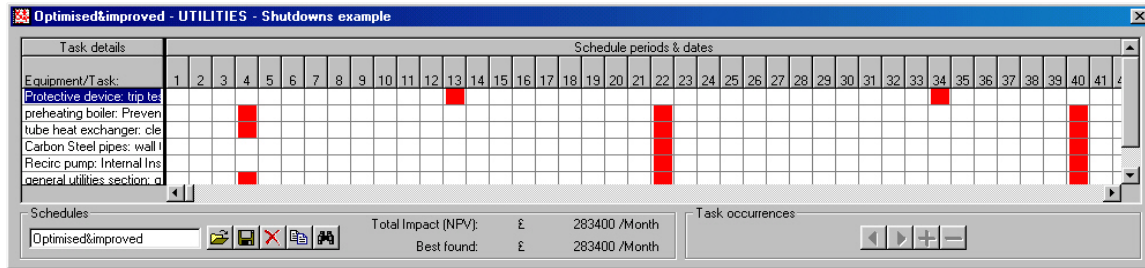 Optimised&improved - UTILITIES - Shutdowns example
Task details Schedule periods & dates
Equipment/Task: 1 2 3 4 5 6 7 8 9 10 11 12 13 14 15 16 17 18 19 20 21 22 23 24 25 26 27 28 29 30 31 32 33 34 35 36 37 38 39 40 41
Protective device: trip tes
preheating boiler: Preven
tube heat exchanger: cle
Carbon Steel pipes: wall
Recirc pump: Internal Ins
general utilities section:
Schedules Task occurrences
Optimised&improved Total Impact (NPV): £ 283400 /Month
Best found: £ 283400 /Month